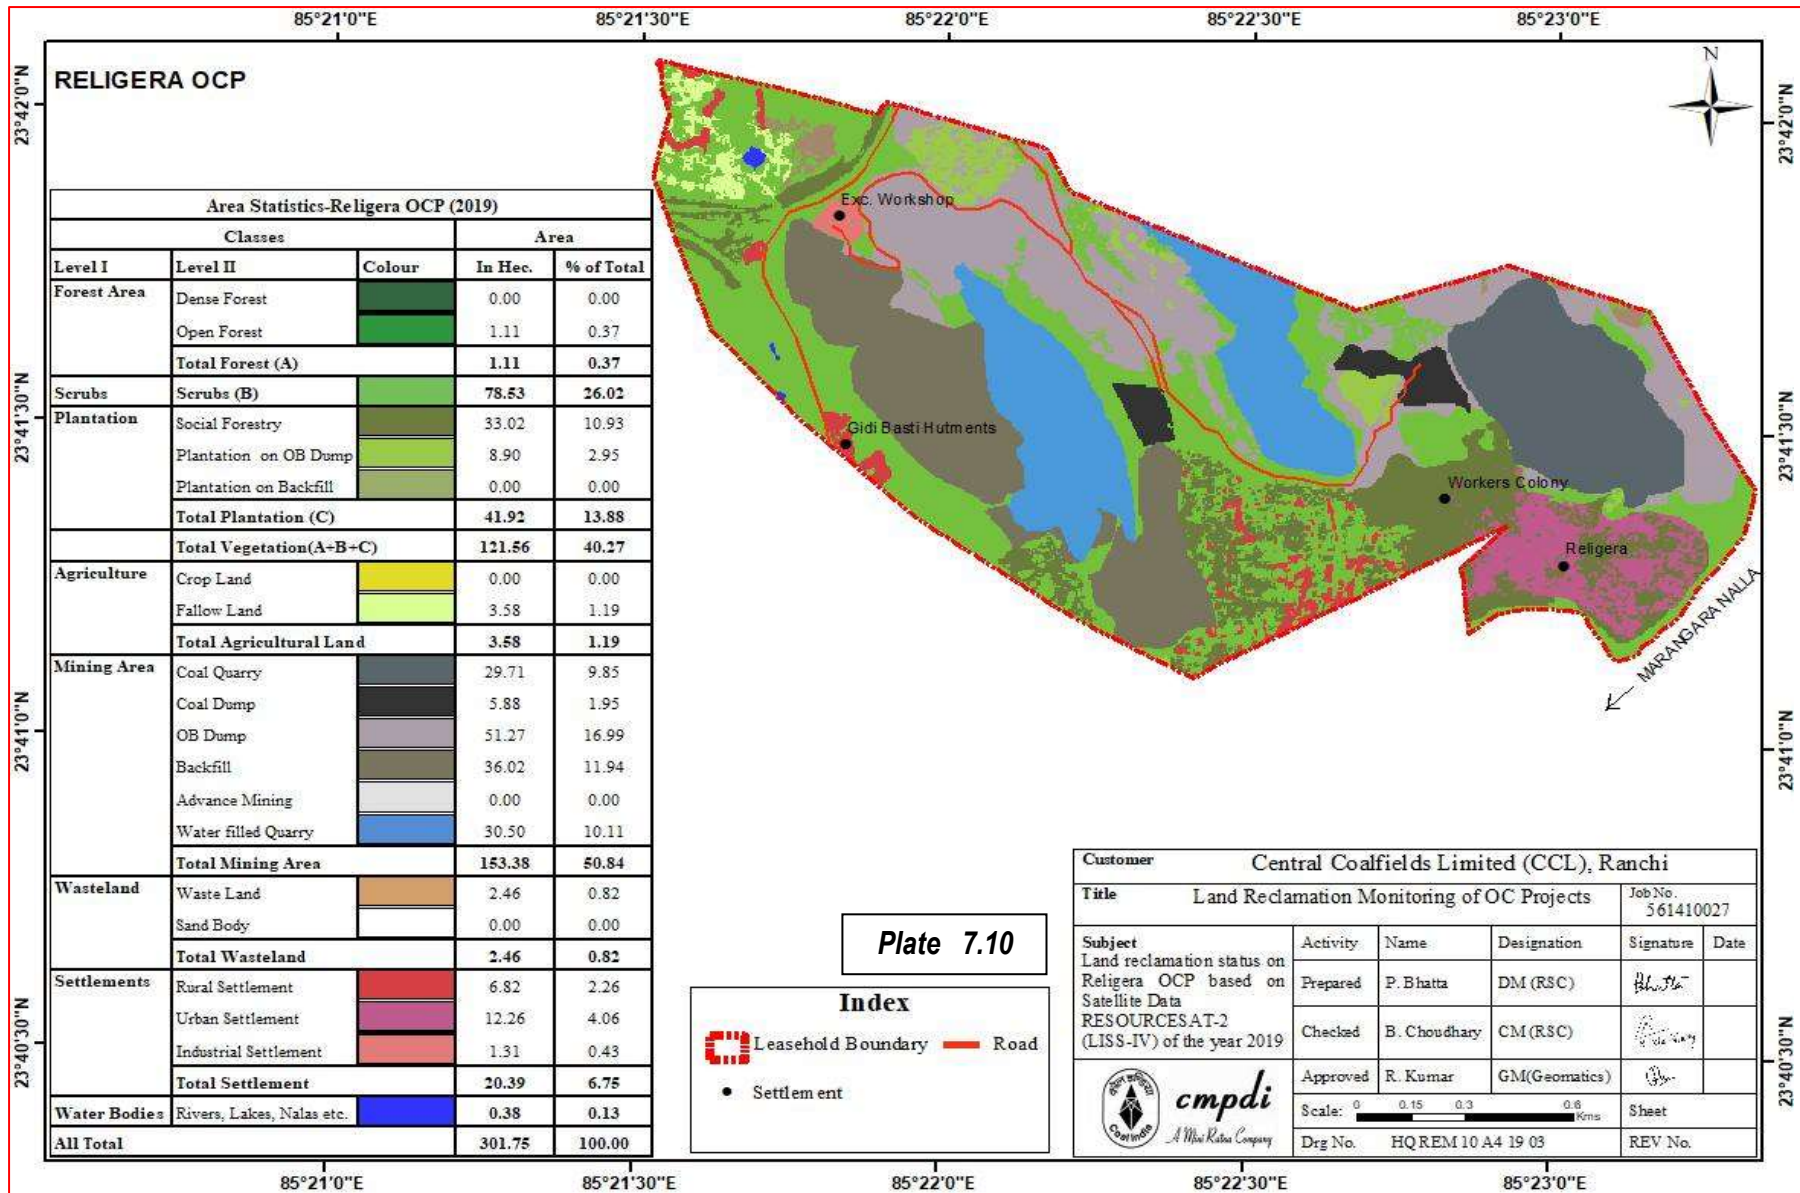 85°21'0"E 85°21'30"E 85°22'0"E 85°22'30"E 85°23'0"E
23°42'0"N
23°41'30"N
23°41'0"N
23°40'30"N
RELIGERA OCP
N
Area Statistics-Religera OCP (2019)
Classes Area
Level I Level II Colour In Hec. % of Total
Forest Area Dense Forest 0.00 0.00
Open Forest 1.11 0.37
Total Forest (A) 1.11 0.37
Scrubs Scrubs (B) 78.53 26.02
Plantation Social Forestry 33.02 10.93
Plantation on OB Dump 8.90 2.95
Plantation on Backfill 0.00 0.00
Total Plantation (C) 41.92 13.88
Total Vegetation(A+B+C) 121.56 40.27
Agriculture Crop Land 0.00 0.00
Fallow Land 3.58 1.19
Total Agricultural Land 3.58 1.19
Mining Area Coal Quarry 29.71 9.85
Coal Dump 5.88 1.95
OB Dump 51.27 16.99
Backfill 36.02 11.94
Advance Mining 0.00 0.00
Water filled Quarry 30.50 10.11
Total Mining Area 153.38 50.84
Wasteland Waste Land 2.46 0.82
Sand Body 0.00 0.00
Total Wasteland 2.46 0.82
Settlements Rural Settlement 6.82 2.26
Urban Settlement 12.26 4.06
Industrial Settlement 1.31 0.43
Total Settlement 20.39 6.75
Water Bodies Rivers, Lakes, Nalas etc. 0.38 0.13
All Total 301.75 100.00
Exc. Workshop
Gidi Basti Hutments
Workers Colony
Religera
MARANGARA NALLA
Plate 7.10
Index
Leasehold Boundary Road
Settlement
Customer Central Coalfields Limited (CCL), Ranchi
Title Land Reclamation Monitoring of OC Projects Job No. 561410027
Subject
Land reclamation status on
Religera OCP based on
Satellite Data
RESOURCESAT-2
(LISS-IV) of the year 2019
Activity Name Designation Signature Date
Prepared P. Bhatta DM (RSC)
Checked B. Choudhary CM (RSC)
Approved R. Kumar GM(Geomatics)
Scale: 0 0.15 0.3 0.6 Kms Sheet
Drg No. HQ REM 10 A4 19 03 REV No.
Coal India
cmpdi
A Mini Ratna Company
23°42'0"N
23°41'30"N
23°41'0"N
23°40'30"N
85°21'0"E 85°21'30"E 85°22'0"E 85°22'30"E 85°23'0"E